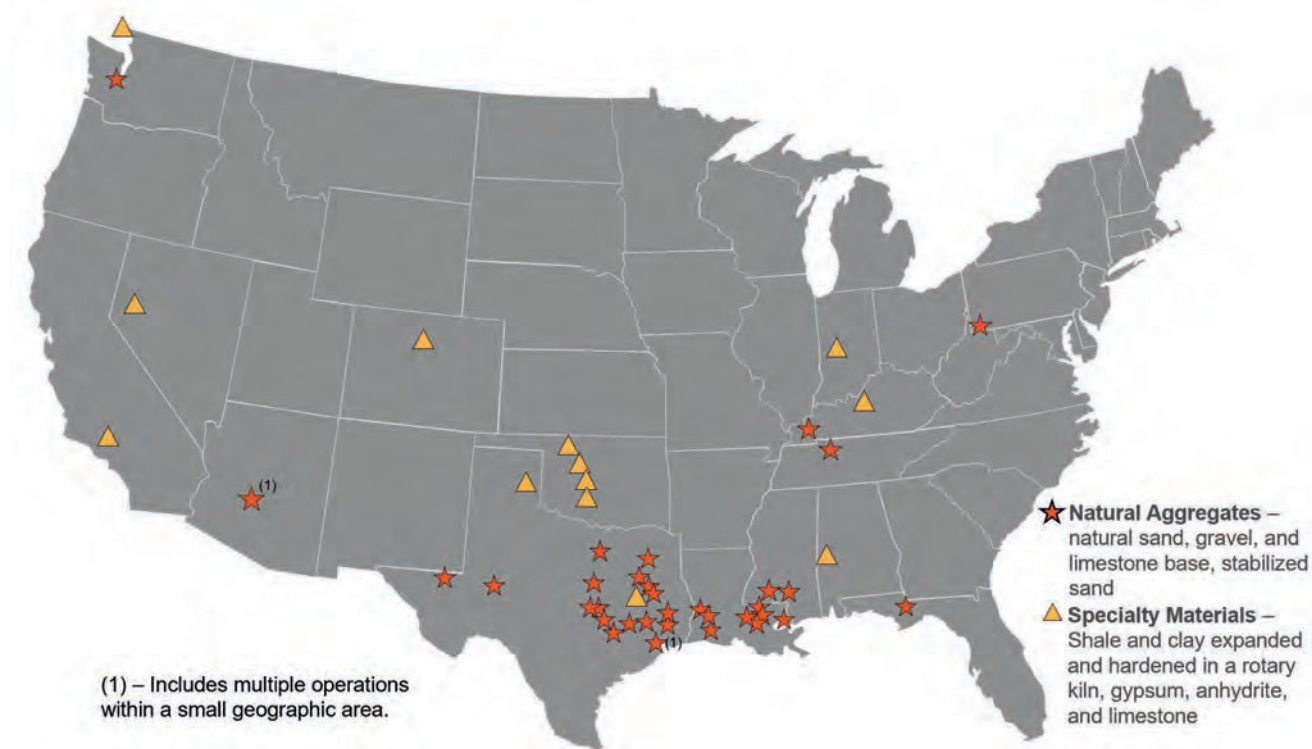 (1)
Natural Aggregates –
natural sand, gravel, and
limestone base, stabilized
sand
Specialty Materials –
Shale and clay expanded
and hardened in a rotary
kiln, gypsum, anhydrite,
and limestone
(1)
(1) – Includes multiple operations
within a small geographic area.